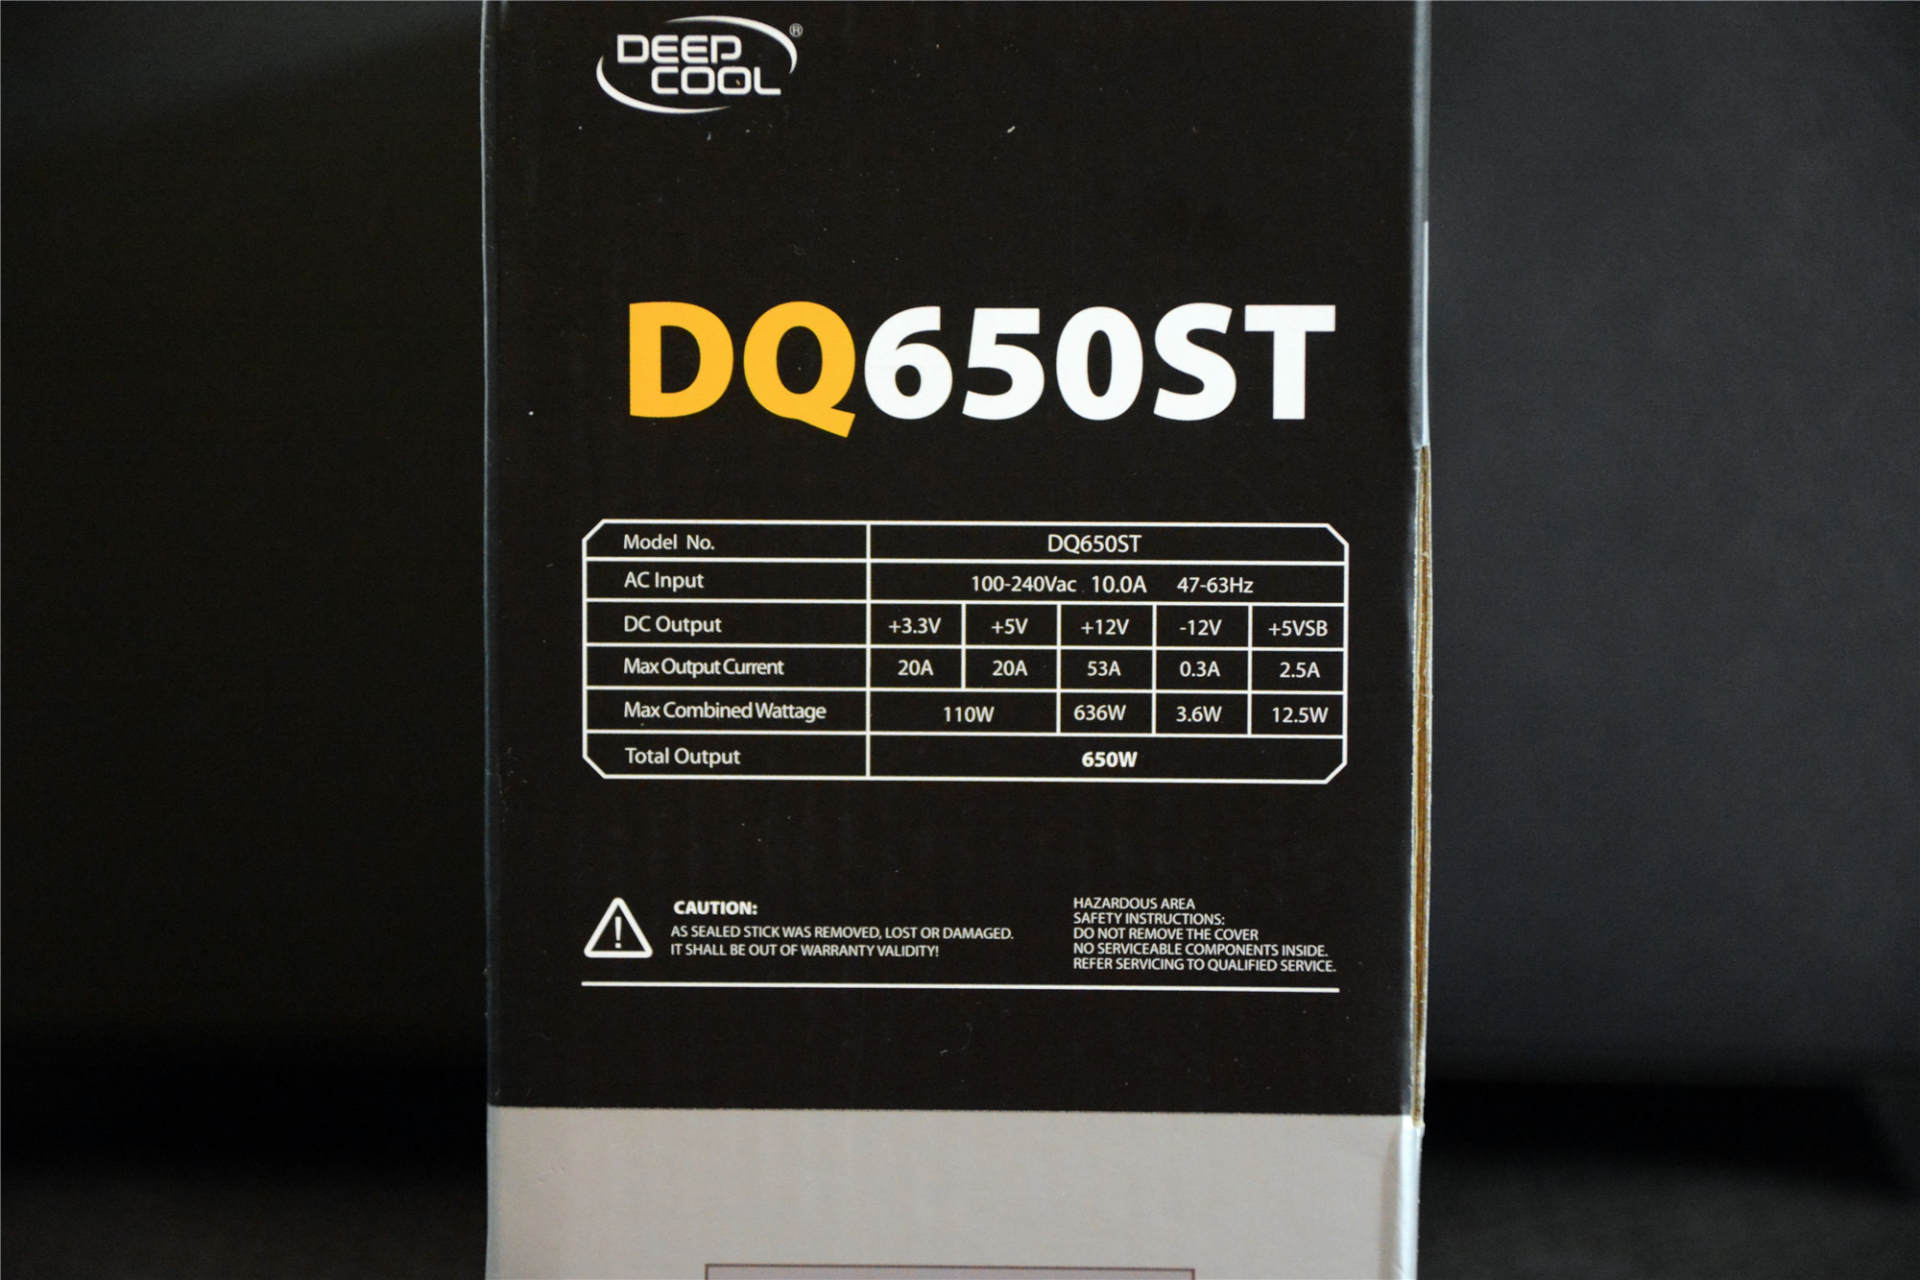 DEEP
COOL®
DQ650ST
Model No. DQ650ST
AC Input 100-240Vac 10.0A 47-63Hz
DC Output +3.3V +5V +12V -12V +5VSB
Max Output Current 20A 20A 53A 0.3A 2.5A
Max Combined Wattage 110W 636W 3.6W 12.5W
Total Output 650W
CAUTION:
AS SEALED STICK WAS REMOVED, LOST OR DAMAGED.
IT SHALL BE OUT OF WARRANTY VALIDITY!
HAZARDOUS AREA
SAFETY INSTRUCTIONS:
DO NOT REMOVE THE COVER
NO SERVICEABLE COMPONENTS INSIDE.
REFER SERVICING TO QUALIFIED SERVICE.